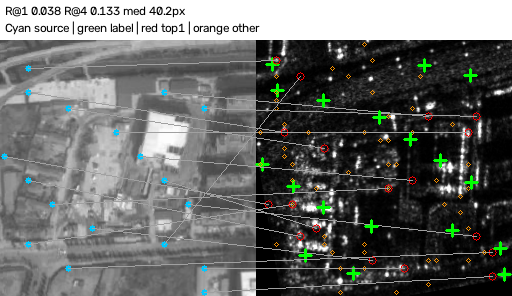 R@1 0.038 R@4 0.133 med 40.2px
Cyan source | green label | red top1 | orange other